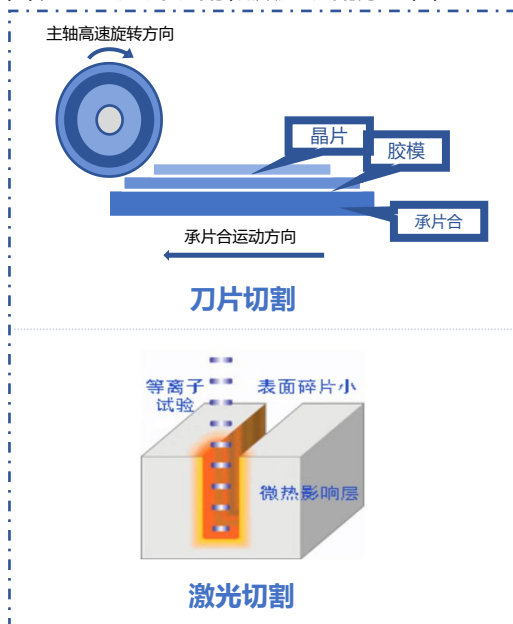 主轴高速旋转方向
晶片
胶模
承片合
承片合运动方向
刀片切割
等离子
试验
表面碎片小
微热影响层
激光切割